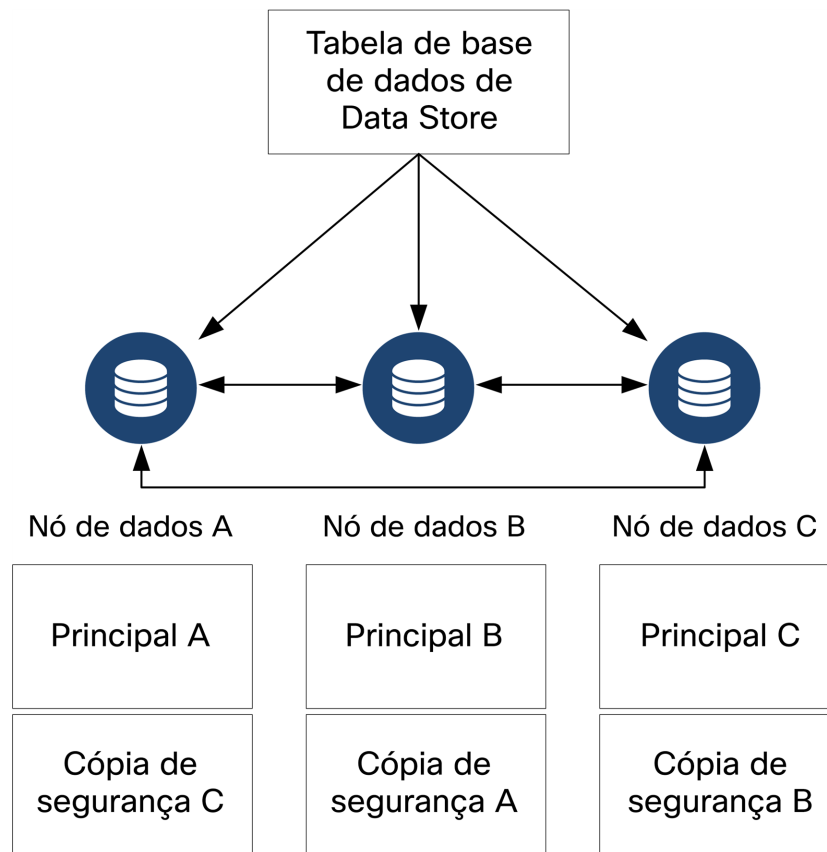 Tabela de base
de dados de
Data Store
Nó de dados A
Nó de dados B
Nó de dados C
Principal A
Principal B
Principal C
Cópia de
segurança C
Cópia de
segurança A
Cópia de
segurança B